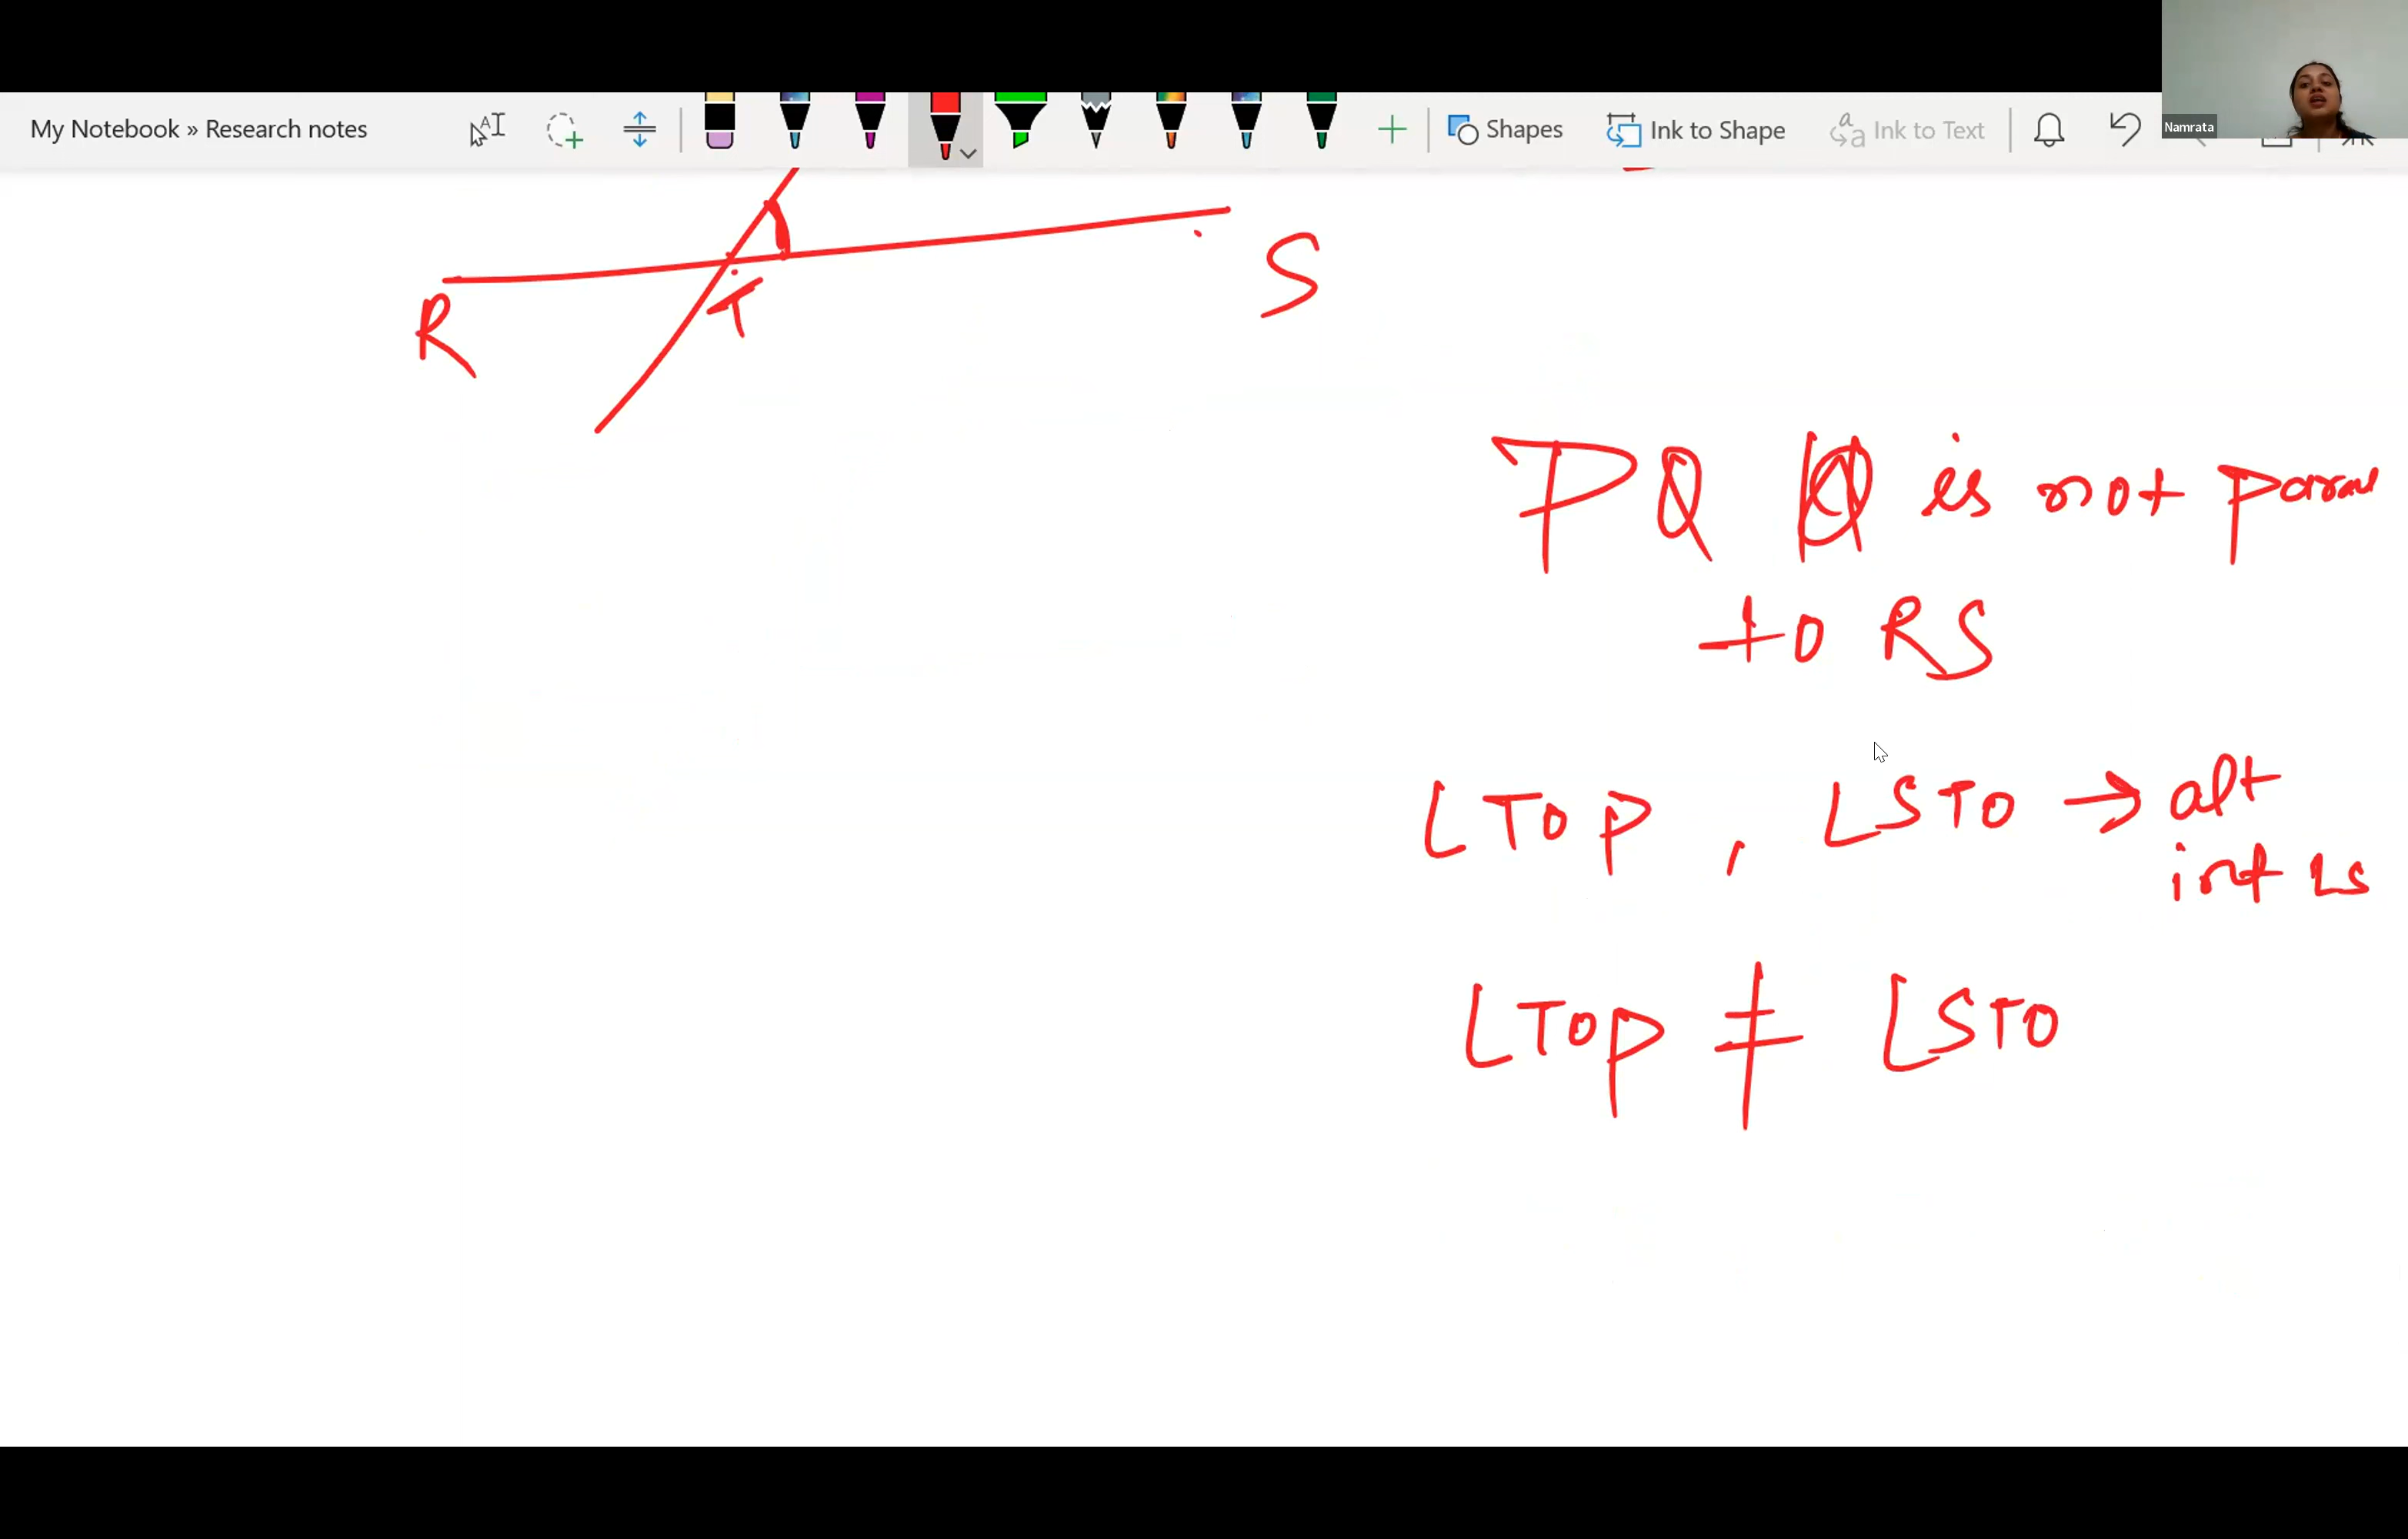 My Notebook » Research notes
Shapes
Ink to Shape
Ink to Text
Namrata
R
T
S
PQ is not
to RS
∠TOP, ∠STO → alt
int ∠s
∠TOP ≠ ∠STO